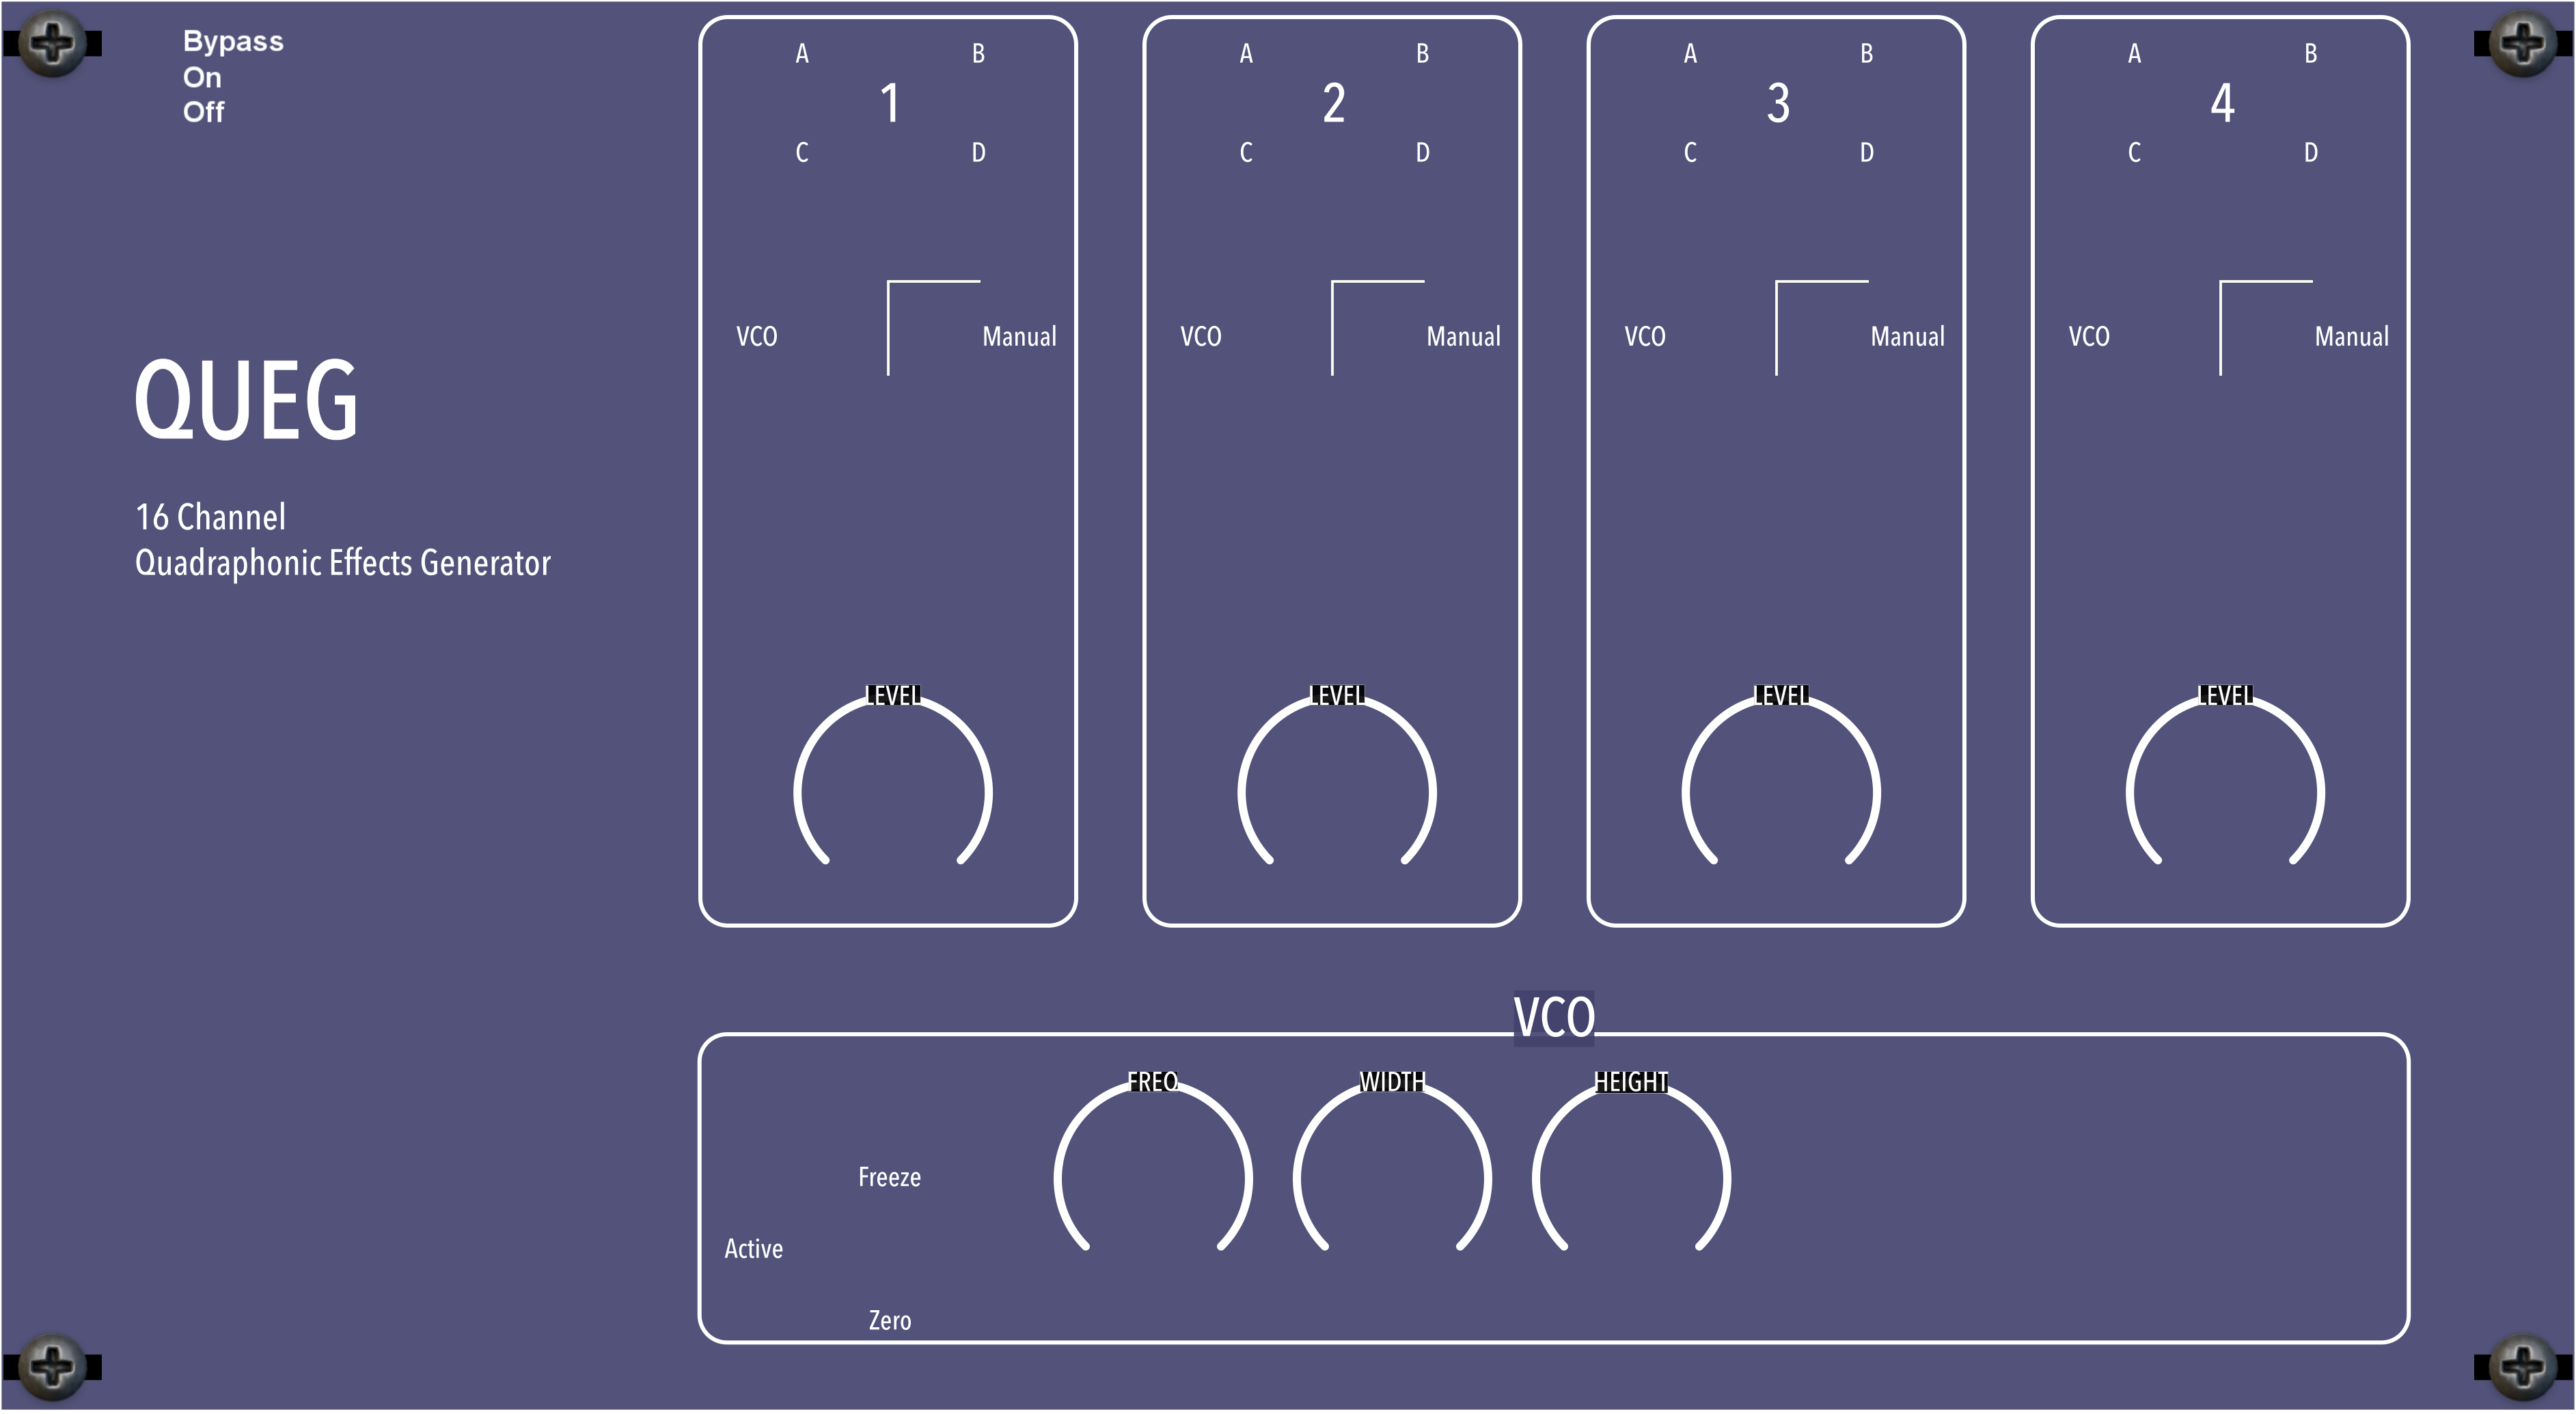 Bypass
On
Off
QUEG
16 Channel
Quadraphonic Effects Generator
A B
1
C D
VCO Manual
LEVEL
A B
2
C D
VCO Manual
LEVEL
A B
3
C D
VCO Manual
LEVEL
A B
4
C D
VCO Manual
LEVEL
VCO
FREQ WIDTH HEIGHT
Freeze
Active
Zero